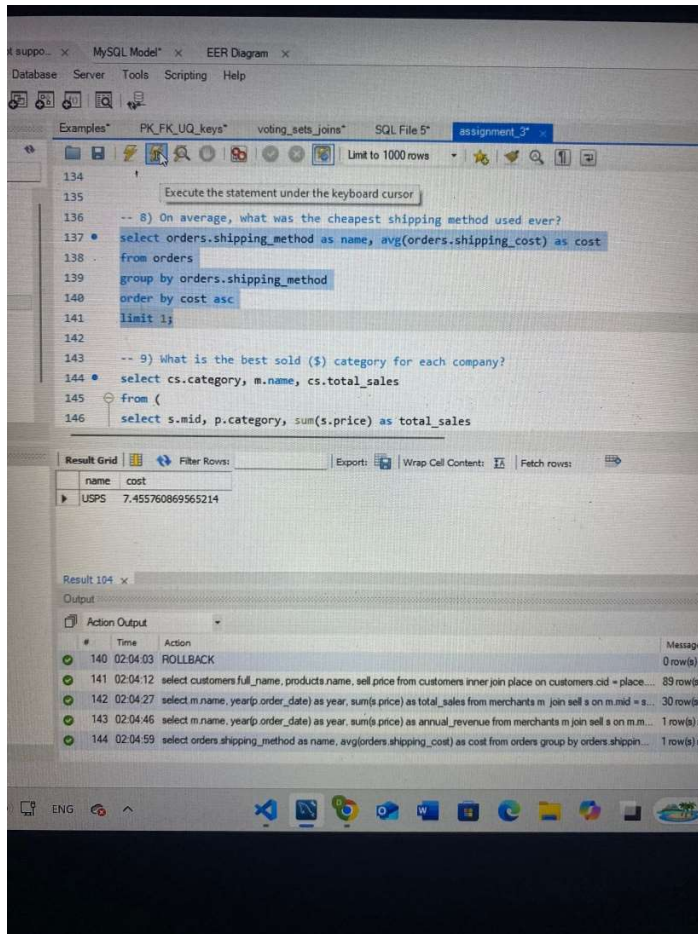 t suppo... × MySQL Model* × EER Diagram ×
Database Server Tools Scripting Help
Examples* PK_FK_UQ_keys* voting_sets_joins* SQL File 5* assignment_3* ×
Limit to 1000 rows
134
135 Execute the statement under the keyboard cursor
136 -- 8) On average, what was the cheapest shipping method used ever?
137 select orders.shipping_method as name, avg(orders.shipping_cost) as cost
138 from orders
139 group by orders.shipping_method
140 order by cost asc
141 limit 1;
142
143 -- 9) What is the best sold ($) category for each company?
144 select cs.category, m.name, cs.total_sales
145 from (
146 select s.mid, p.category, sum(s.price) as total_sales
Result Grid Filter Rows: Export: Wrap Cell Content: IA Fetch rows:
name cost
USPS 7.455760869565214
Result 104 ×
Output
Action Output
# Time Action Message
140 02:04:03 ROLLBACK 0 row(s)
141 02:04:12 select customers.full_name, products.name, sell.price from customers inner join place on customers.cid = place.... 89 row(s
142 02:04:27 select m.name, year(p.order_date) as year, sum(s.price) as total_sales from merchants m join sell s on m.mid = s... 30 row(s
143 02:04:46 select m.name, year(p.order_date) as year, sum(s.price) as annual_revenue from merchants m join sell s on m.m... 1 row(s)
144 02:04:59 select orders.shipping_method as name, avg(orders.shipping_cost) as cost from orders group by orders.shippin... 1 row(s)
ENG